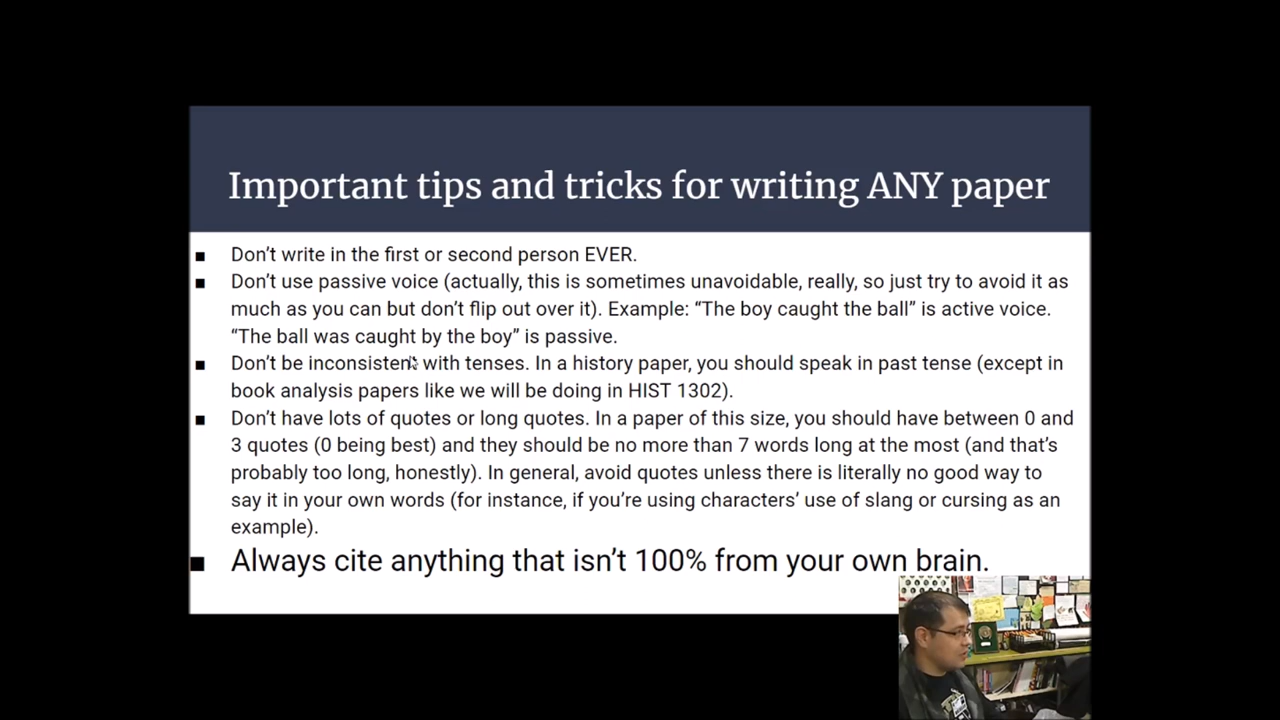 Important tips and tricks for writing ANY paper
■ Don’t write in the first or second person EVER.
■ Don’t use passive voice (actually, this is sometimes unavoidable, really, so just try to avoid it as
much as you can but don’t flip out over it). Example: “The boy caught the ball” is active voice.
“The ball was caught by the boy” is passive.
■ Don’t be inconsistent with tenses. In a history paper, you should speak in past tense (except in
book analysis papers like we will be doing in HIST 1302).
■ Don’t have lots of quotes or long quotes. In a paper of this size, you should have between 0 and
3 quotes (0 being best) and they should be no more than 7 words long at the most (and that’s
probably too long, honestly). In general, avoid quotes unless there is literally no good way to
say it in your own words (for instance, if you’re using characters’ use of slang or cursing as an
example).
■ Always cite anything that isn’t 100% from your own brain.